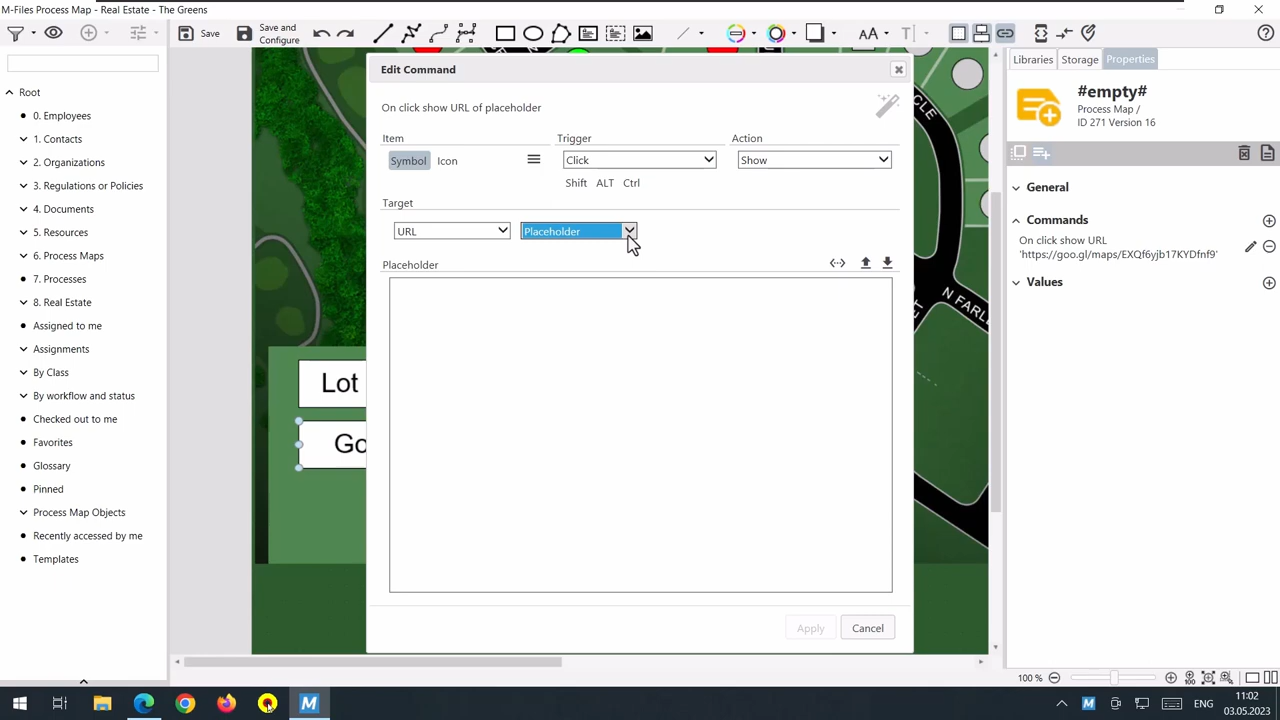 M-Files Process Map - Real Estate - The Greens
Save
Save and
Configure
AA
T
Root
0. Employees
1. Contacts
2. Organizations
3. Regulations or Policies
4. Documents
5. Resources
6. Process Maps
7. Processes
8. Real Estate
Assigned to me
Assignments
By Class
By workflow and status
Checked out to me
Favorites
Glossary
Pinned
Process Map Objects
Recently accessed by me
Templates
Lot
Go
N FARL
Edit Command
On click show URL of placeholder
Item
Trigger
Action
Symbol
Icon
Click
Show
Shift
ALT
Ctrl
Target
URL
Placeholder
Placeholder
Apply
Cancel
Libraries
Storage
Properties
#empty#
Process Map /
ID 271 Version 16
General
Commands
On click show URL
'https://goo.gl/maps/EXQf6yjb17KYDfnf9'
Values
100 %
ENG
11:02
03.05.2023